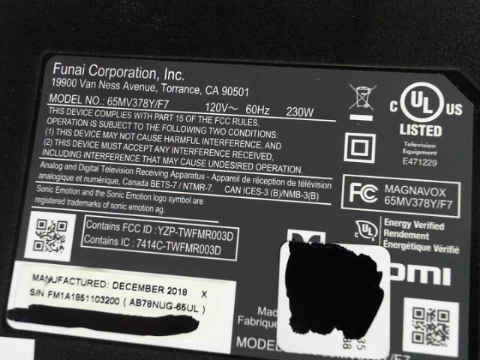 Funai Corporation, Inc.
19900 Van Ness Avenue, Torrance, CA 90501
MODEL NO.: 65MV378Y/F7 120V~ 60Hz 230W
THIS DEVICE COMPLIES WITH PART 15 OF THE FCC RULES.
OPERATION IS SUBJECT TO THE FOLLOWING TWO CONDITIONS:
(1) THIS DEVICE MAY NOT CAUSE HARMFUL INTERFERENCE, AND
(2) THIS DEVICE MUST ACCEPT ANY INTERFERENCE RECEIVED,
INCLUDING INTERFERENCE THAT MAY CAUSE UNDESIRED OPERATION.
Analog and Digital Television Receiving Apparatus - Appareil de réception de télévision
analogique et numérique, Canada BETS-7 / NTMR-7. CAN ICES-3 (B)/NMB-3(B)
Sonic Emotion and the Sonic Emotion logo symbol are
registered trademarks of sonic emotion ag.
Contains FCC ID : YZP-TWFMR003D
Contains IC : 7414C-TWFMR003D
C UL US
LISTED
Television
Equipment
E471229
FC MAGNAVOX
65MV378Y/F7
Energy Verified
Rendement
Énergétique Vérifié
MANUFACTURED: DECEMBER 2018 X
S/N FM1A1851103200 ( AB78NUG-65UL )
HDMI
Made
Fabriqué